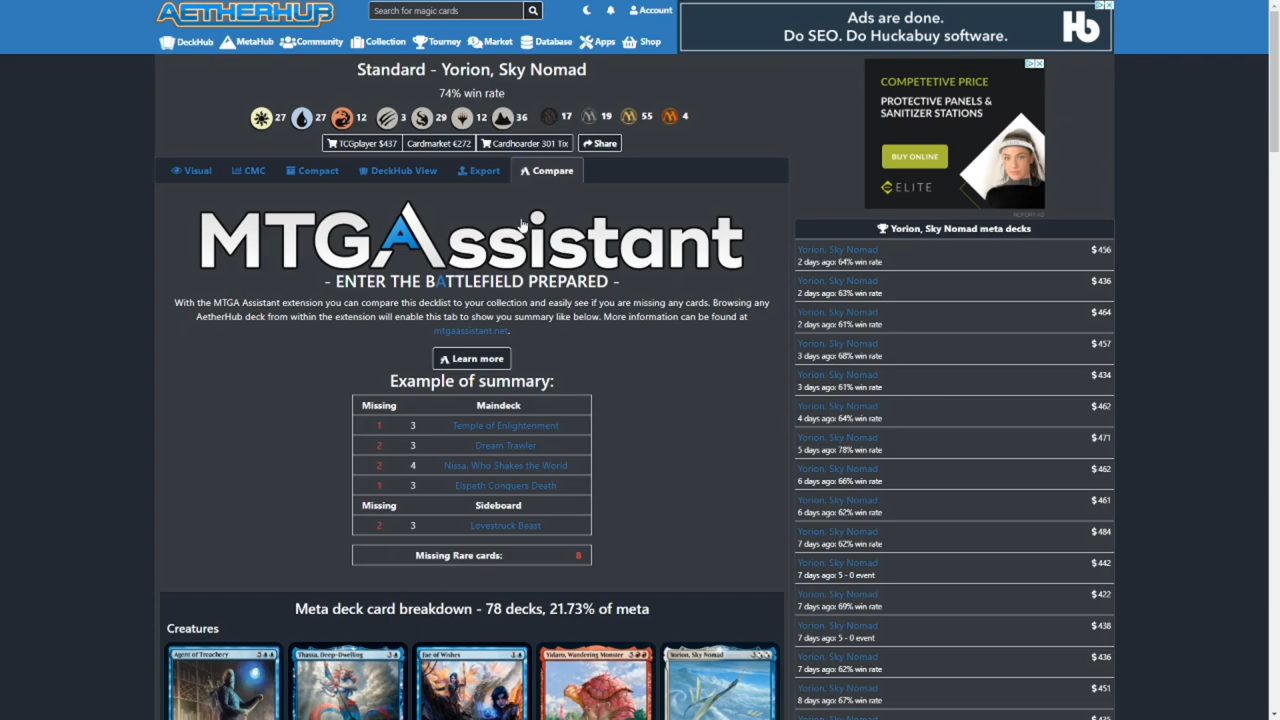 AETHERHUB
Search for magic cards
Account
DeckHub
MetaHub
Community
Collection
Tourney
Market
Database
Apps
Shop
Ads are done.
Do SEO. Do Huckabuy software.
Hb
Standard - Yorion, Sky Nomad
74% win rate
27
27
12
3
29
12
36
17
19
55
4
TCGplayer $437
Cardmarket €272
Cardhoarder 301 Tix
Share
Visual
CMC
Compact
DeckHub View
Export
Compare
MTGAssistant
- ENTER THE BATTLEFIELD PREPARED -
With the MTGA Assistant extension you can compare this decklist to your collection and easily see if you are missing any cards. Browsing any
AetherHub deck from within the extension will enable this tab to show you summary like below. More information can be found at
mtgaassistant.net.
Learn more
Example of summary:
Missing Maindeck
1 3 Temple of Enlightenment
2 3 Dream Trawler
2 4 Nissa, Who Shakes the World
1 3 Elspeth Conquers Death
Missing Sideboard
2 3 Lovestruck Beast
Missing Rare cards: 8
Meta deck card breakdown - 78 decks, 21.73% of meta
Creatures
Agent of Treachery
Thassa, Deep-Dwelling
Fae of Wishes
Yidaro, Wandering Monster
Yorion, Sky Nomad
COMPETETIVE PRICE
PROTECTIVE PANELS &
SANITIZER STATIONS
BUY ONLINE
ELITE
REPORT AD
Yorion, Sky Nomad meta decks
Yorion, Sky Nomad $ 456
2 days ago: 64% win rate
Yorion, Sky Nomad $ 436
2 days ago: 63% win rate
Yorion, Sky Nomad $ 464
2 days ago: 61% win rate
Yorion, Sky Nomad $ 457
3 days ago: 68% win rate
Yorion, Sky Nomad $ 434
3 days ago: 61% win rate
Yorion, Sky Nomad $ 462
4 days ago: 64% win rate
Yorion, Sky Nomad $ 471
5 days ago: 78% win rate
Yorion, Sky Nomad $ 462
6 days ago: 66% win rate
Yorion, Sky Nomad $ 461
6 days ago: 62% win rate
Yorion, Sky Nomad $ 484
7 days ago: 62% win rate
Yorion, Sky Nomad $ 442
7 days ago: 5 - 0 event
Yorion, Sky Nomad $ 422
7 days ago: 69% win rate
Yorion, Sky Nomad $ 438
7 days ago: 5 - 0 event
Yorion, Sky Nomad $ 436
7 days ago: 62% win rate
Yorion, Sky Nomad $ 451
8 days ago: 67% win rate
Yorion, Sky Nomad